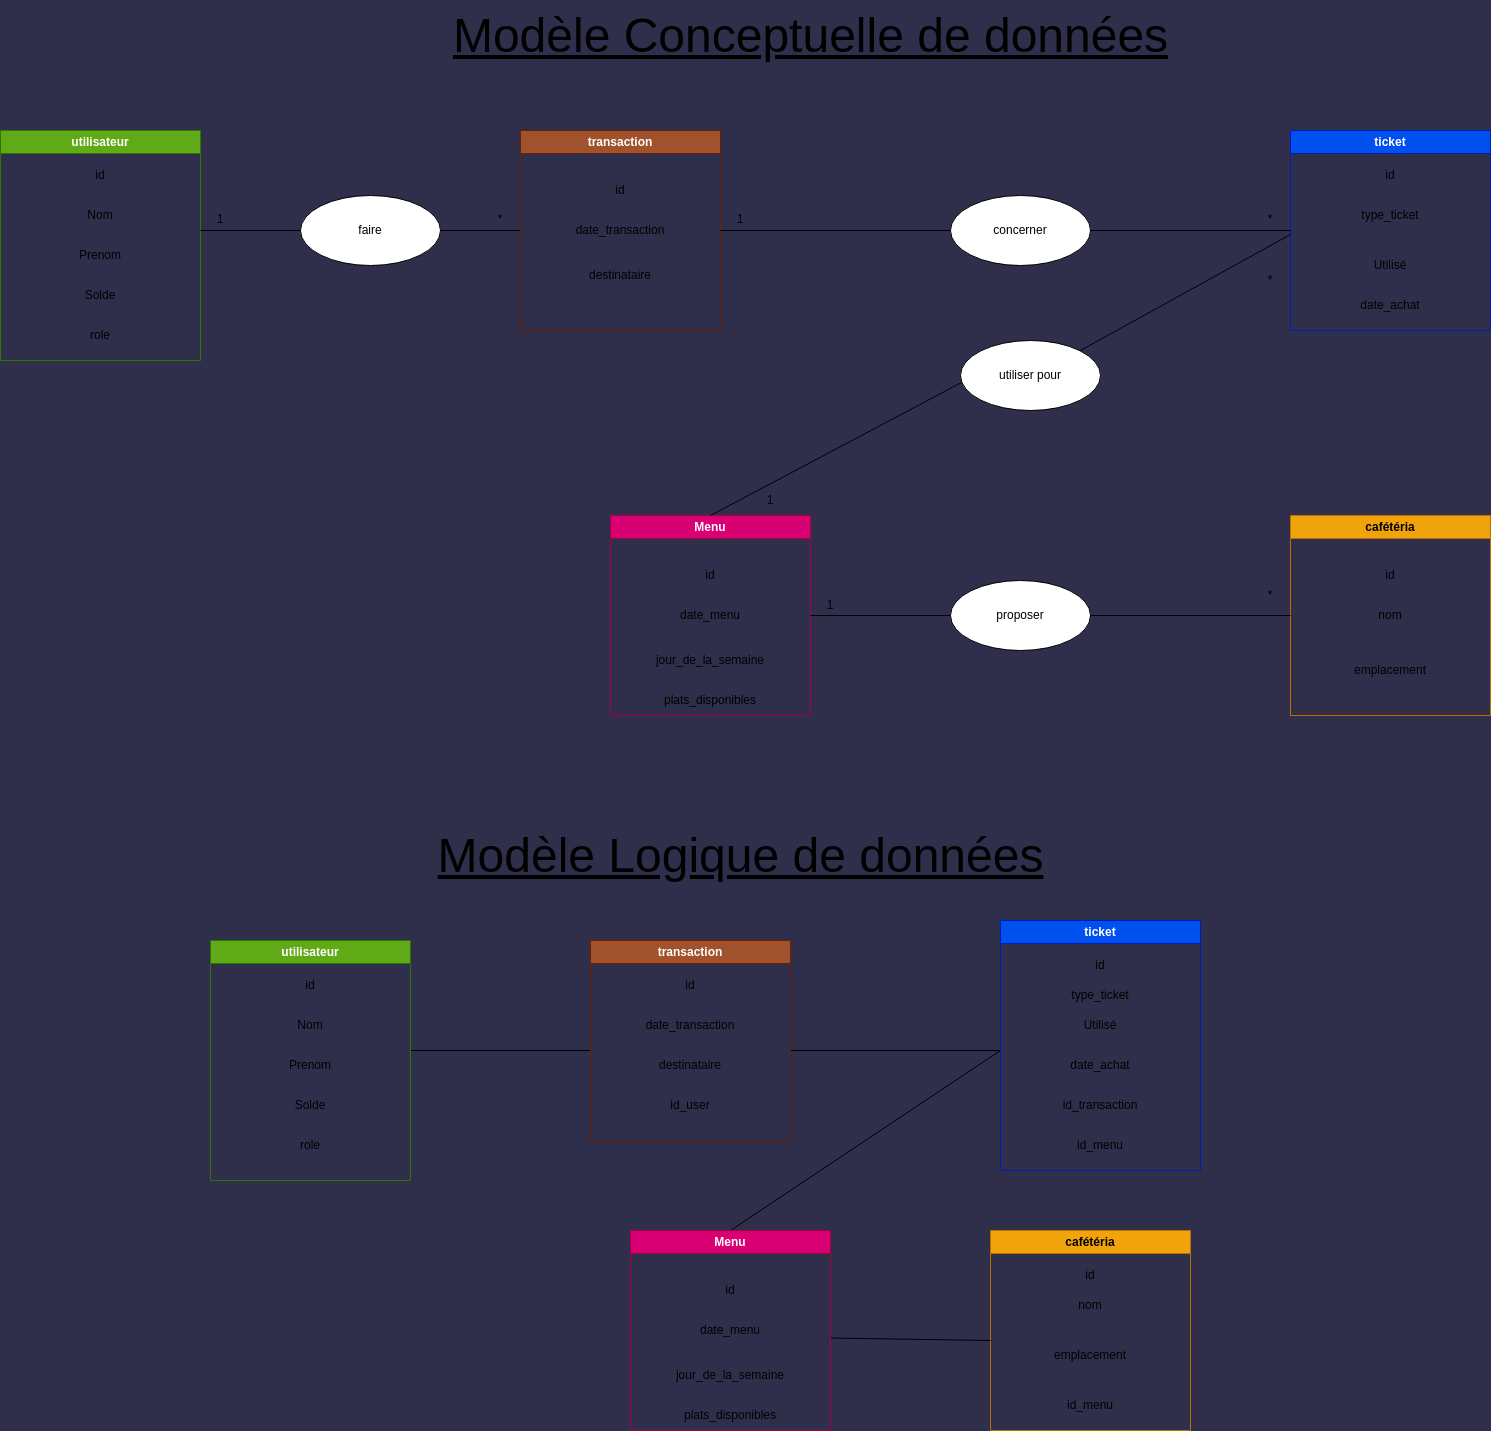 Modèle Conceptuelle de données
utilisateur
id
Nom
Prenom
Solde
role
1
faire
*
transaction
id
date_transaction
destinataire
1
concerner
*
ticket
id
type_ticket
Utilisé
date_achat
*
utiliser pour
1
Menu
id
date_menu
jour_de_la_semaine
plats_disponibles
1
proposer
*
cafétéria
id
nom
emplacement
Modèle Logique de données
utilisateur
id
Nom
Prenom
Solde
role
transaction
id
date_transaction
destinataire
id_user
ticket
id
type_ticket
Utilisé
date_achat
id_transaction
id_menu
Menu
id
date_menu
jour_de_la_semaine
plats_disponibles
cafétéria
id
nom
emplacement
id_menu